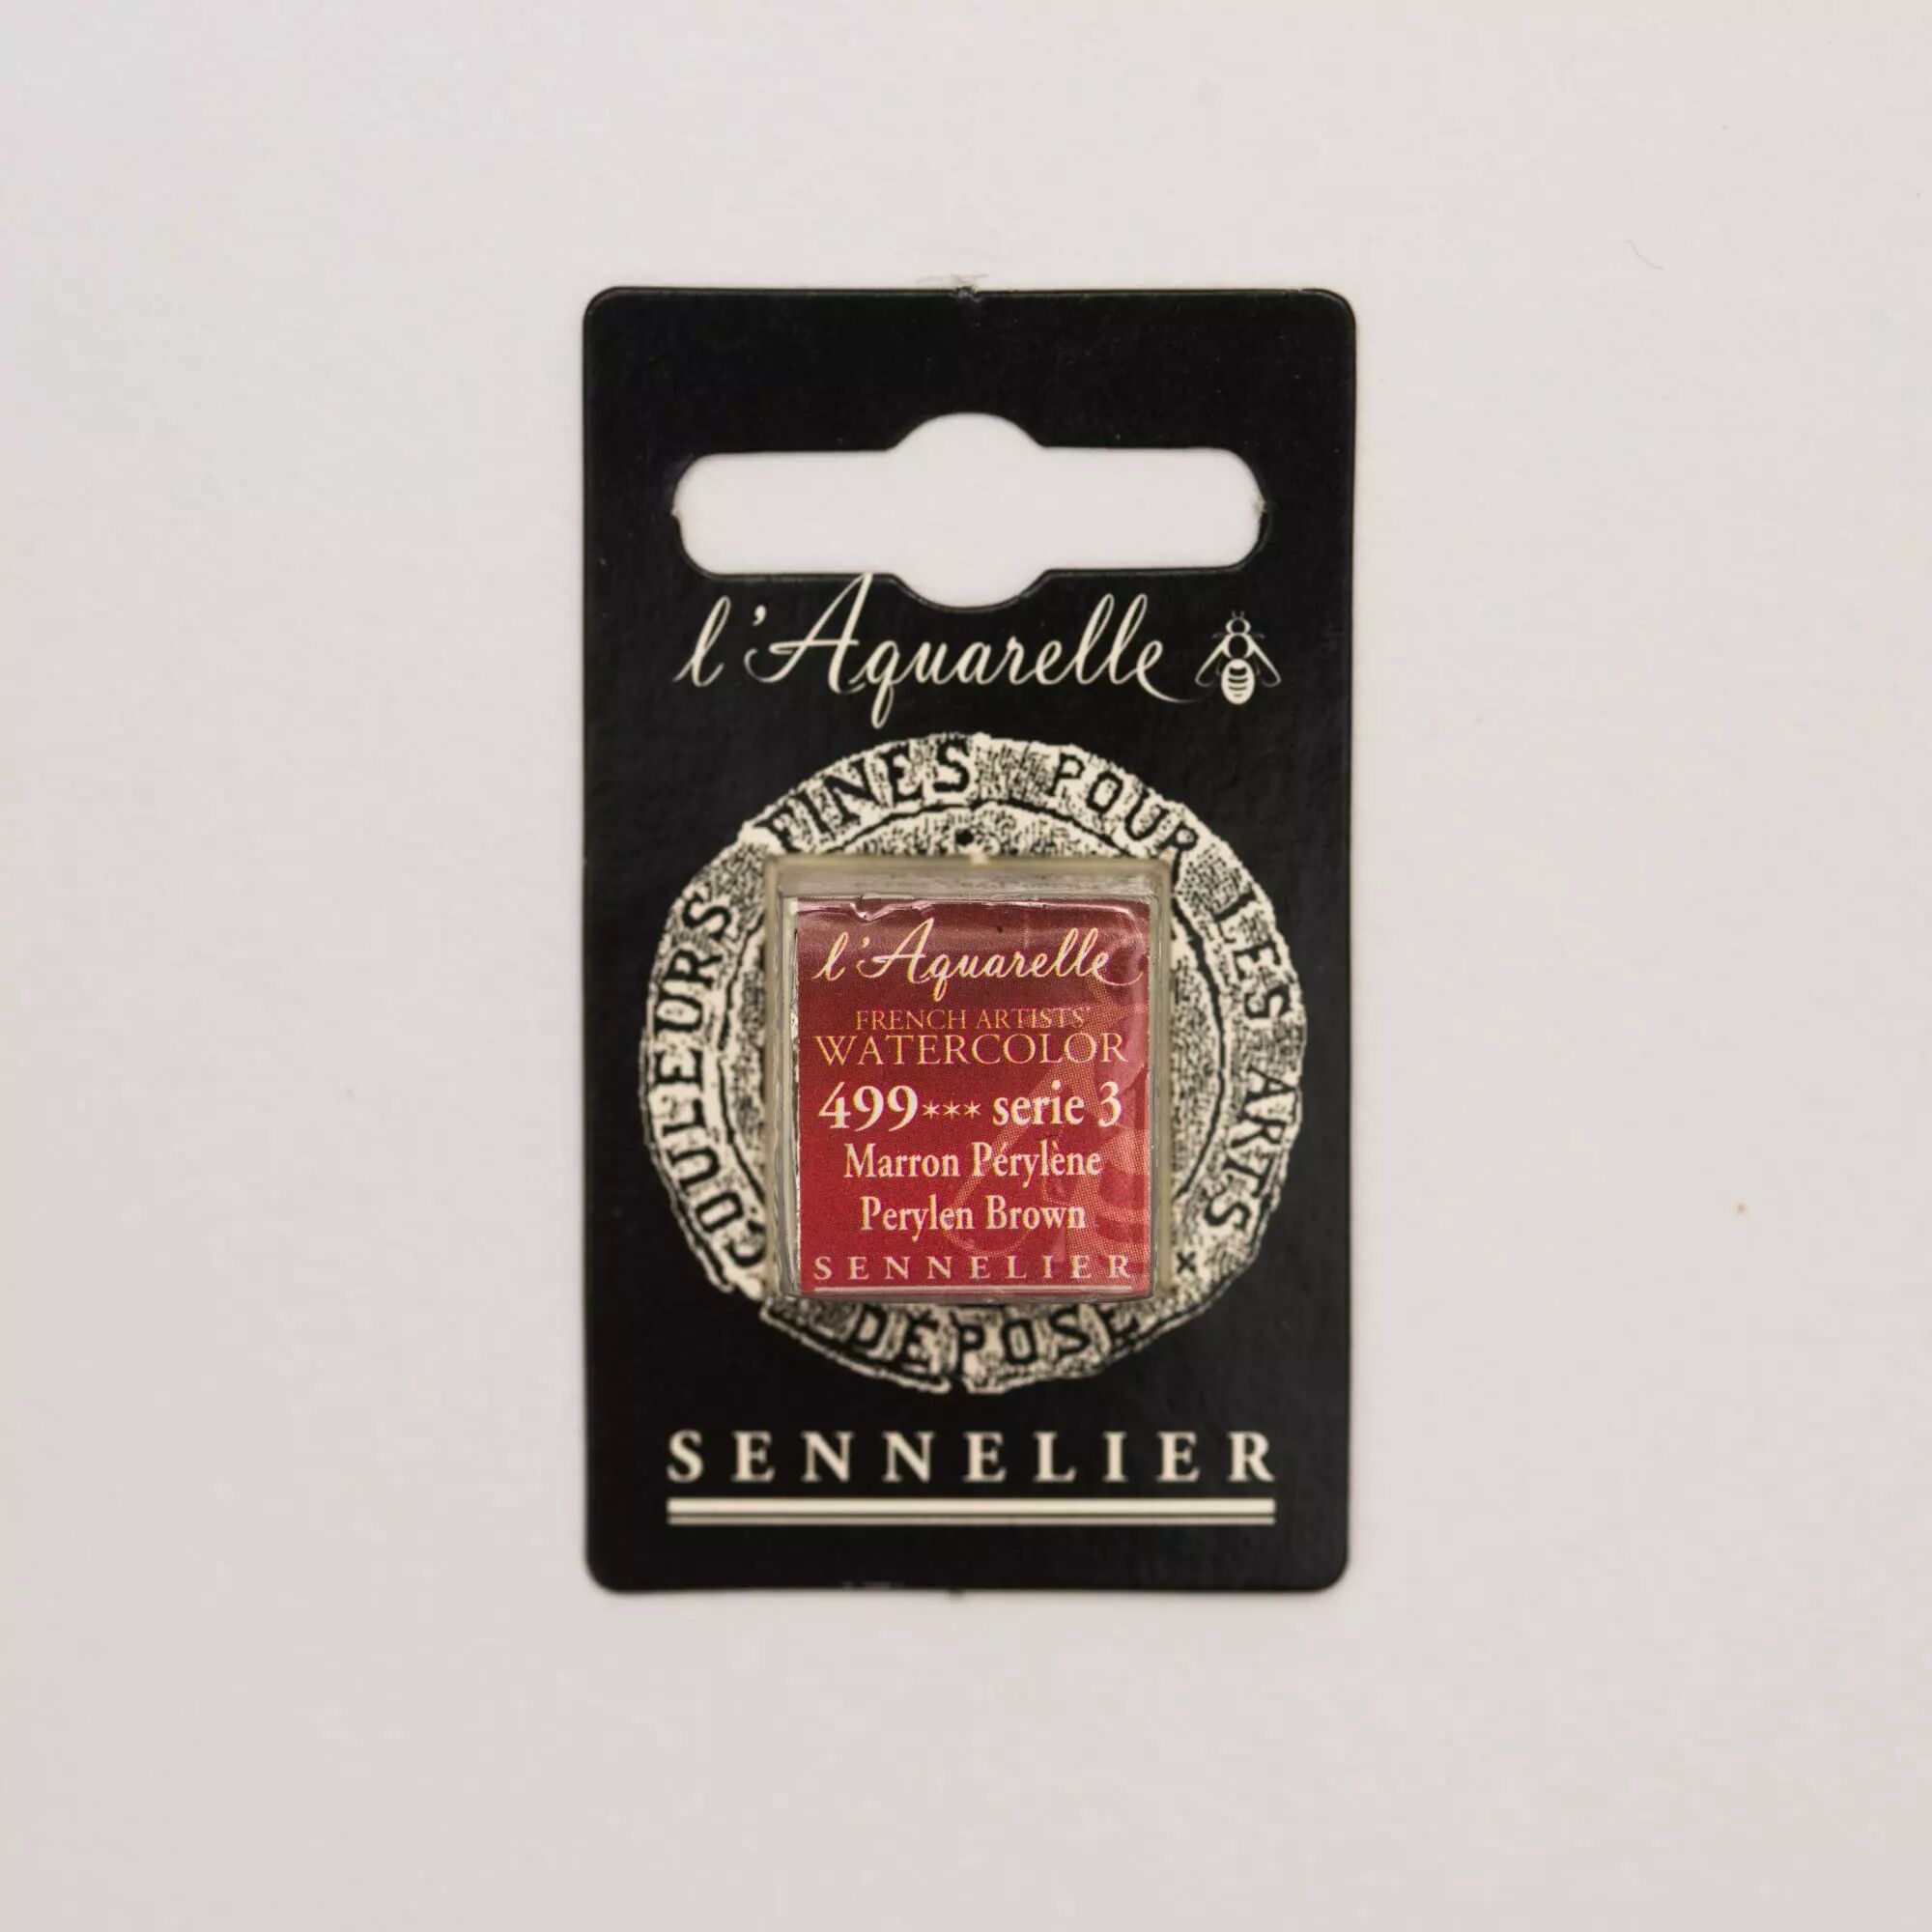 l'Aquarelle
COULEURS FINES POUR LES ARTS
l'Aquarelle
FRENCH ARTISTS'
WATERCOLOR
499*** serie 3
Marron Pérylène
Perylen Brown
SENNELIER
DÉPOSÉ
SENNELIER